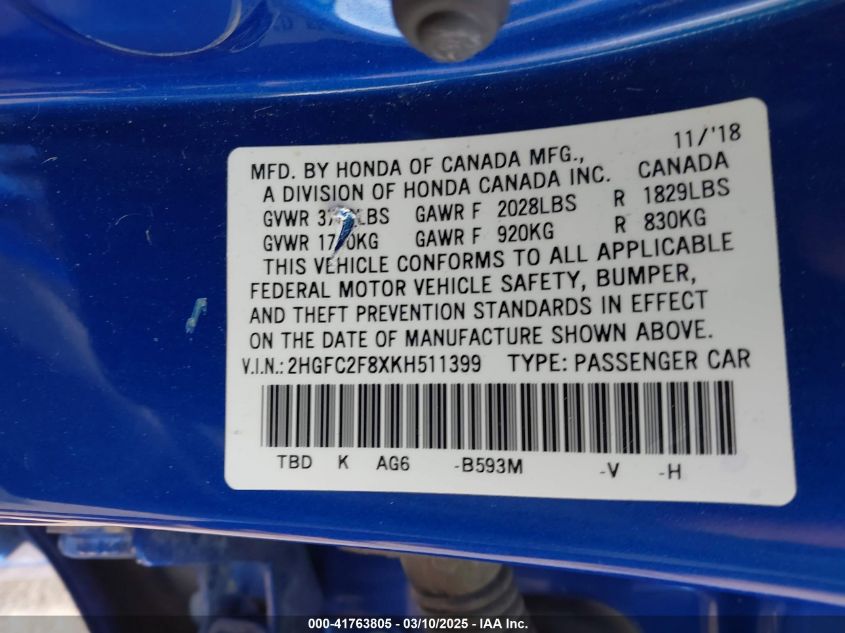 11/'18
MFD. BY HONDA OF CANADA MFG.,
A DIVISION OF HONDA CANADA INC. CANADA
GVWR GAWR F 2028LBS R 1829LBS
GVWR GAWR F 920KG R 830KG
THIS VEHICLE CONFORMS TO ALL APPLICABLE
FEDERAL MOTOR VEHICLE SAFETY, BUMPER,
AND THEFT PREVENTION STANDARDS IN EFFECT
ON THE DATE OF MANUFACTURE SHOWN ABOVE.
V.I.N.: 2HGFC2F8XKH511399 TYPE: PASSENGER CAR
TBD K AG6 -B593M -V -H
000-41763805 - 03/10/2025 - IAA Inc.